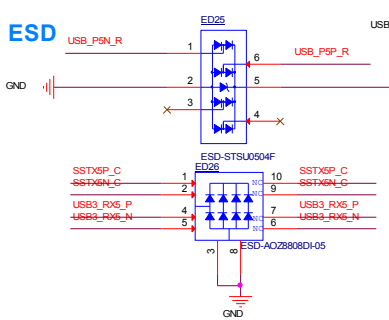 ED25
USB
ESD
USB_P5N_R
1
6
USB_P5P_R
GND
2
5
3
4
ESD-STSU0504F
ED26
SSTX5P_C
1
NC
10
SSTX5P_C
SSTX5N_C
2
NC
9
SSTX5N_C
USB3_RX5_P
4
NC
7
USB3_RX5_P
USB3_RX5_N
5
NC
6
USB3_RX5_N
ESD-AOZ8808DI-05
3
8
GND